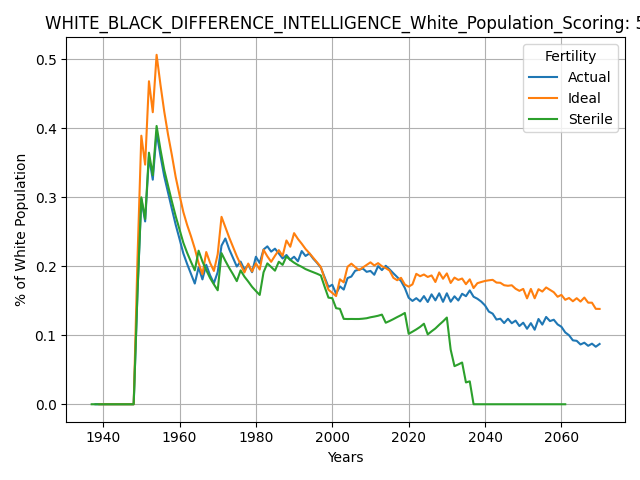 WHITE_BLACK_DIFFERENCE_INTELLIGENCE_White_Population_Scoring: 5
% of White Population
0.5
0.4
0.3
0.2
0.1
0.0
Fertility
Actual
Ideal
Sterile
1940 1960 1980 2000 2020 2040 2060
Years